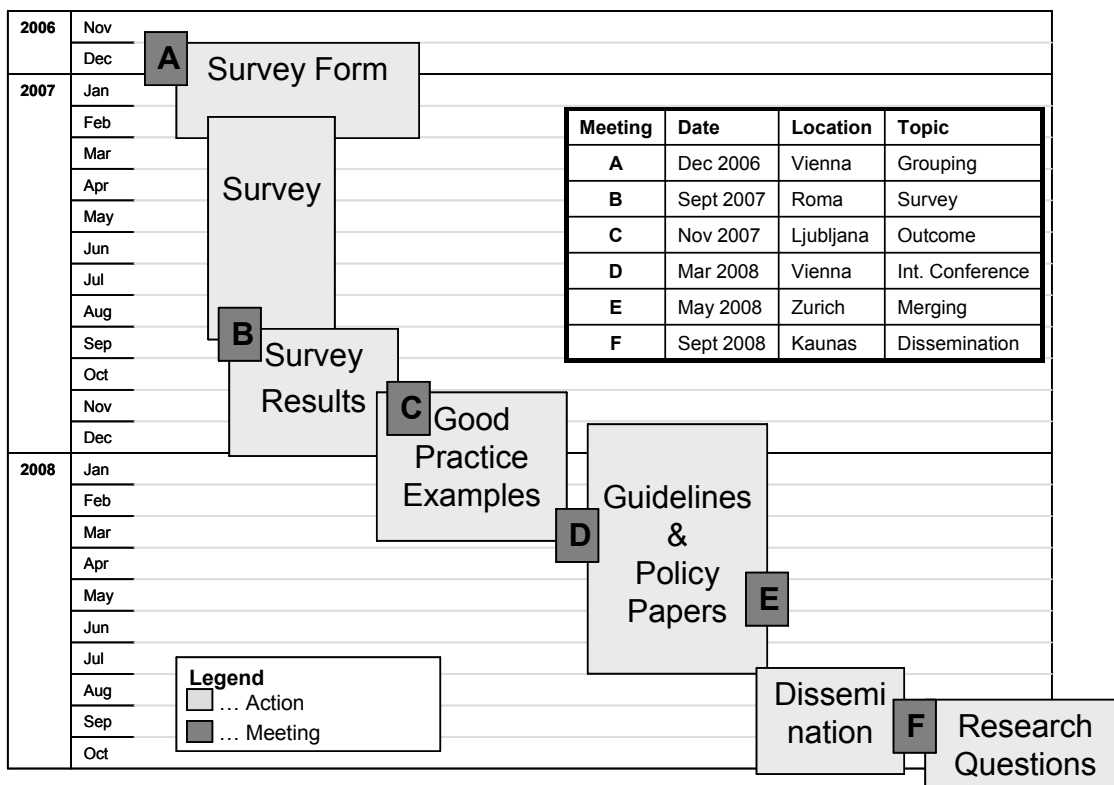 2006 Nov
Dec
2007 Jan
Feb
Mar
Apr
May
Jun
Jul
Aug
Sep
Oct
Nov
Dec
2008 Jan
Feb
Mar
Apr
May
Jun
Jul
Aug
Sep
Oct
A
Survey Form
Survey
B
Survey
Results
C
Good
Practice
Examples
D
Guidelines
&
Policy
Papers
E
Dissemi
nation
F
Research
Questions
Meeting Date Location Topic
A Dec 2006 Vienna Grouping
B Sept 2007 Roma Survey
C Nov 2007 Ljubljana Outcome
D Mar 2008 Vienna Int. Conference
E May 2008 Zurich Merging
F Sept 2008 Kaunas Dissemination
Legend
… Action
… Meeting